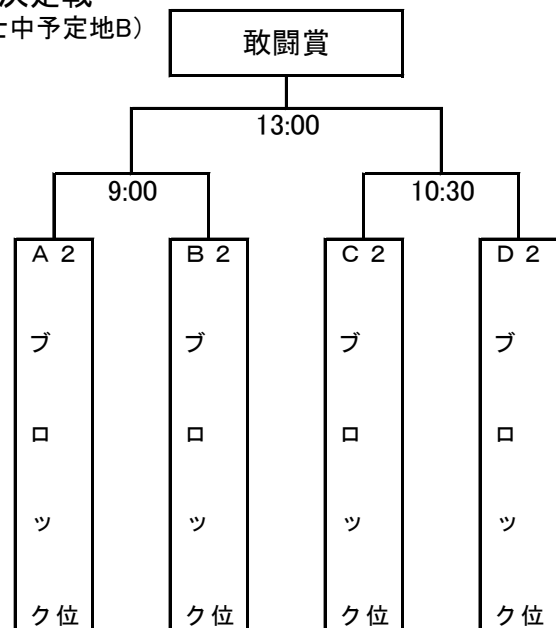 決定戦
士中予定地B）
敢闘賞
13:00
9:00
10:30
Aブロック2位
Bブロック2位
Cブロック2位
Dブロック2位